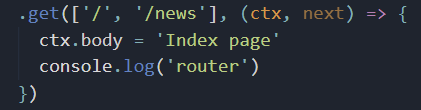 .get(['/', '/news'], (ctx, next) => {
  ctx.body = 'Index page'
  console.log('router')
})